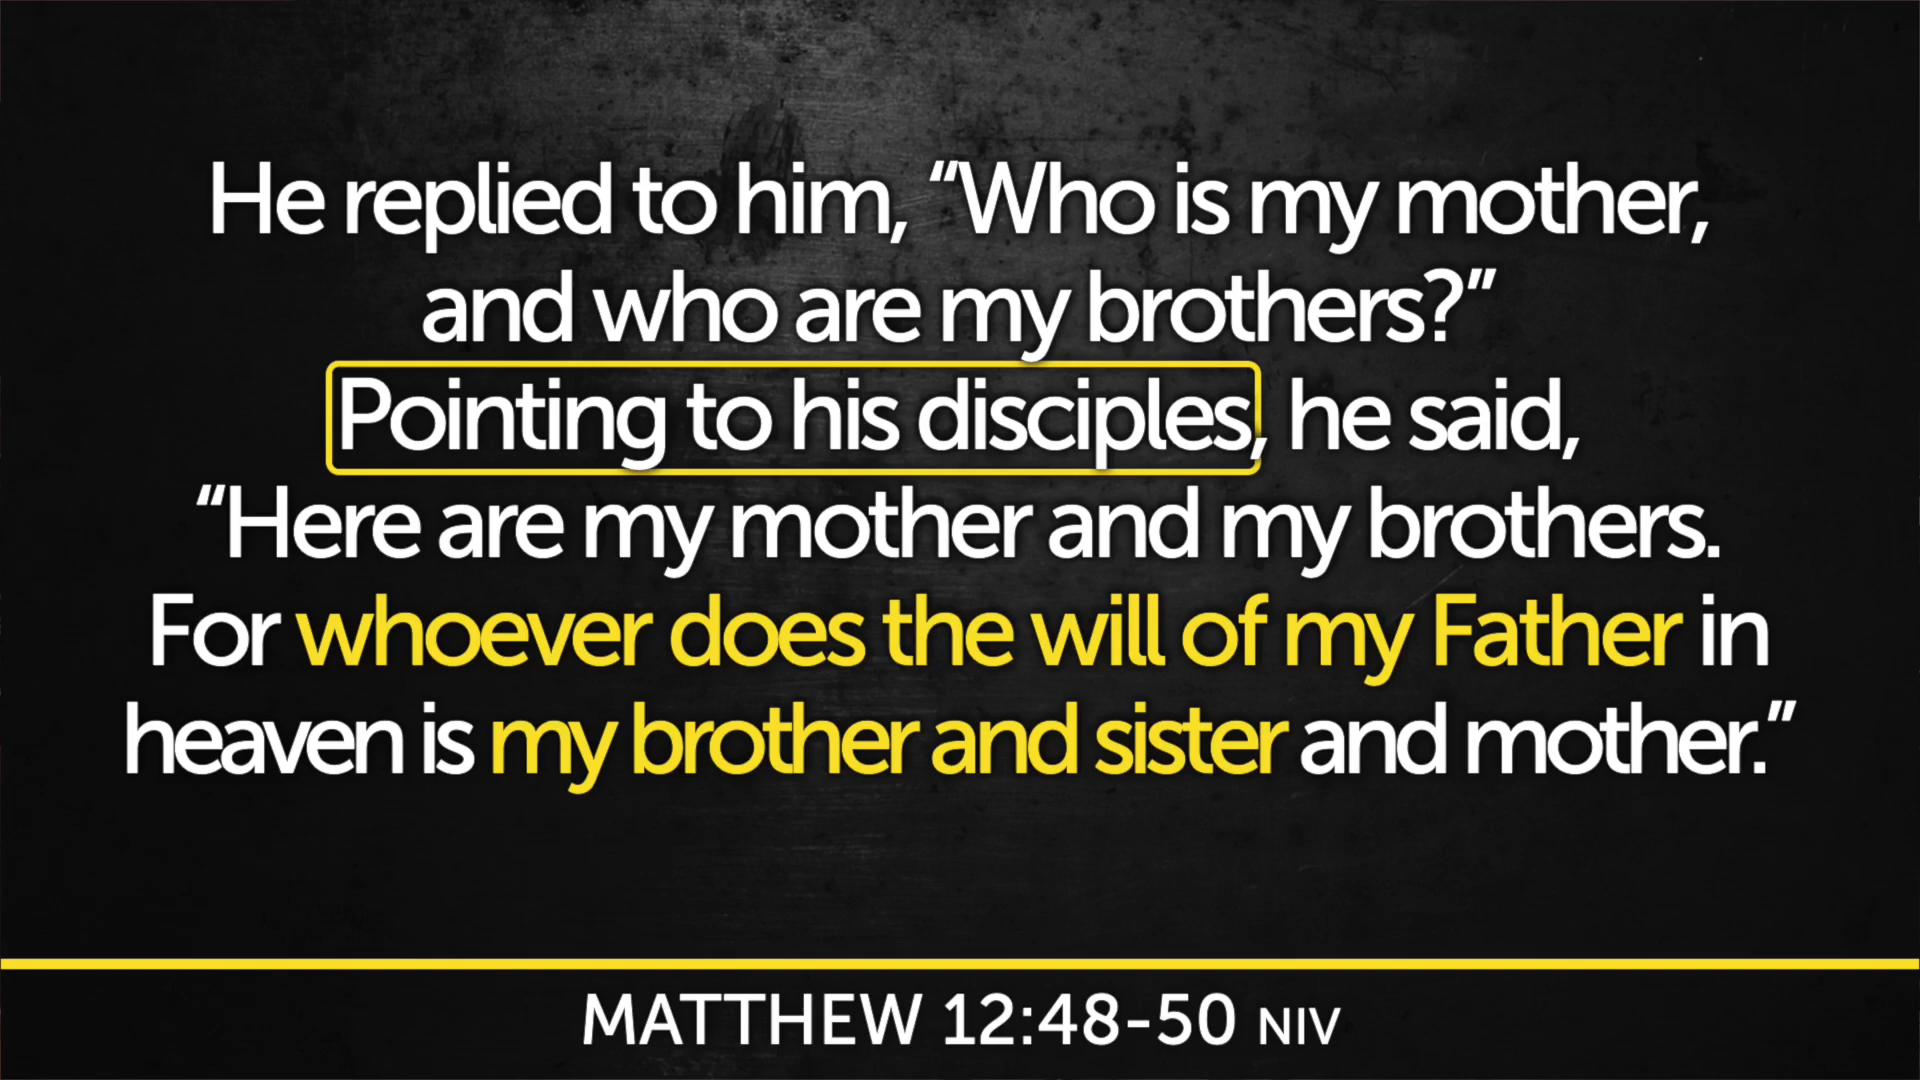 He replied to him, “Who is my mother,
and who are my brothers?”
Pointing to his disciples, he said,
“Here are my mother and my brothers.
For whoever does the will of my Father in
heaven is my brother and sister and mother.”
MATTHEW 12:48-50 NIV